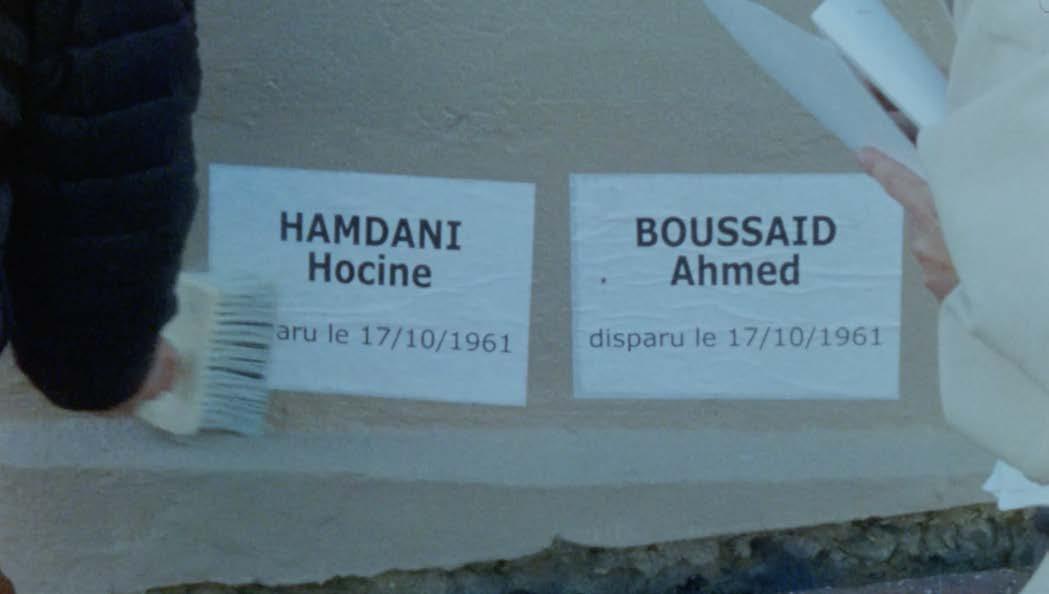 HAMDANI
Hocine
aru le 17/10/1961
BOUSSAID
Ahmed
disparu le 17/10/1961